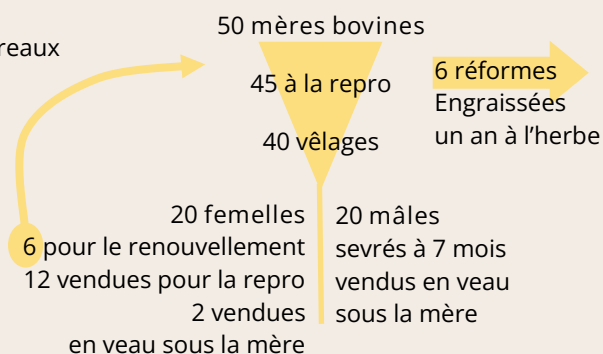 50 mères bovines
reaux
45 à la repro
40 vêlages
6 réformes
Engraissées
un an à l'herbe
20 femelles
6 pour le renouvellement
12 vendues pour la repro
2 vendues
en veau sous la mère
20 mâles
sevrés à 7 mois
vendus en veau
sous la mère